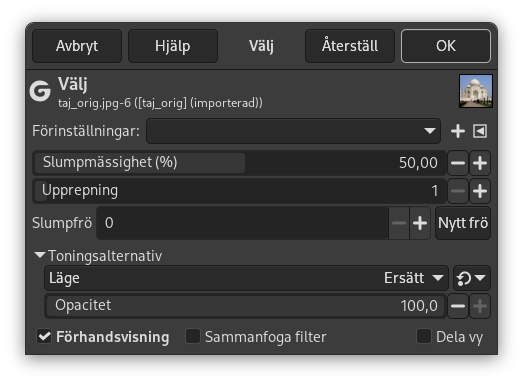 Avbryt Hjälp Välj Återställ OK
Välj
taj_orig.jpg-6 ([taj_orig] (importerad))
Förinställningar:
Slumpmässighet (%) 50,00
Upprepning 1
Slumpfrö 0 Nytt frö
Toningsalternativ
Läge Ersätt
Opacitet 100,0
Förhandsvisning Sammanfoga filter Dela vy